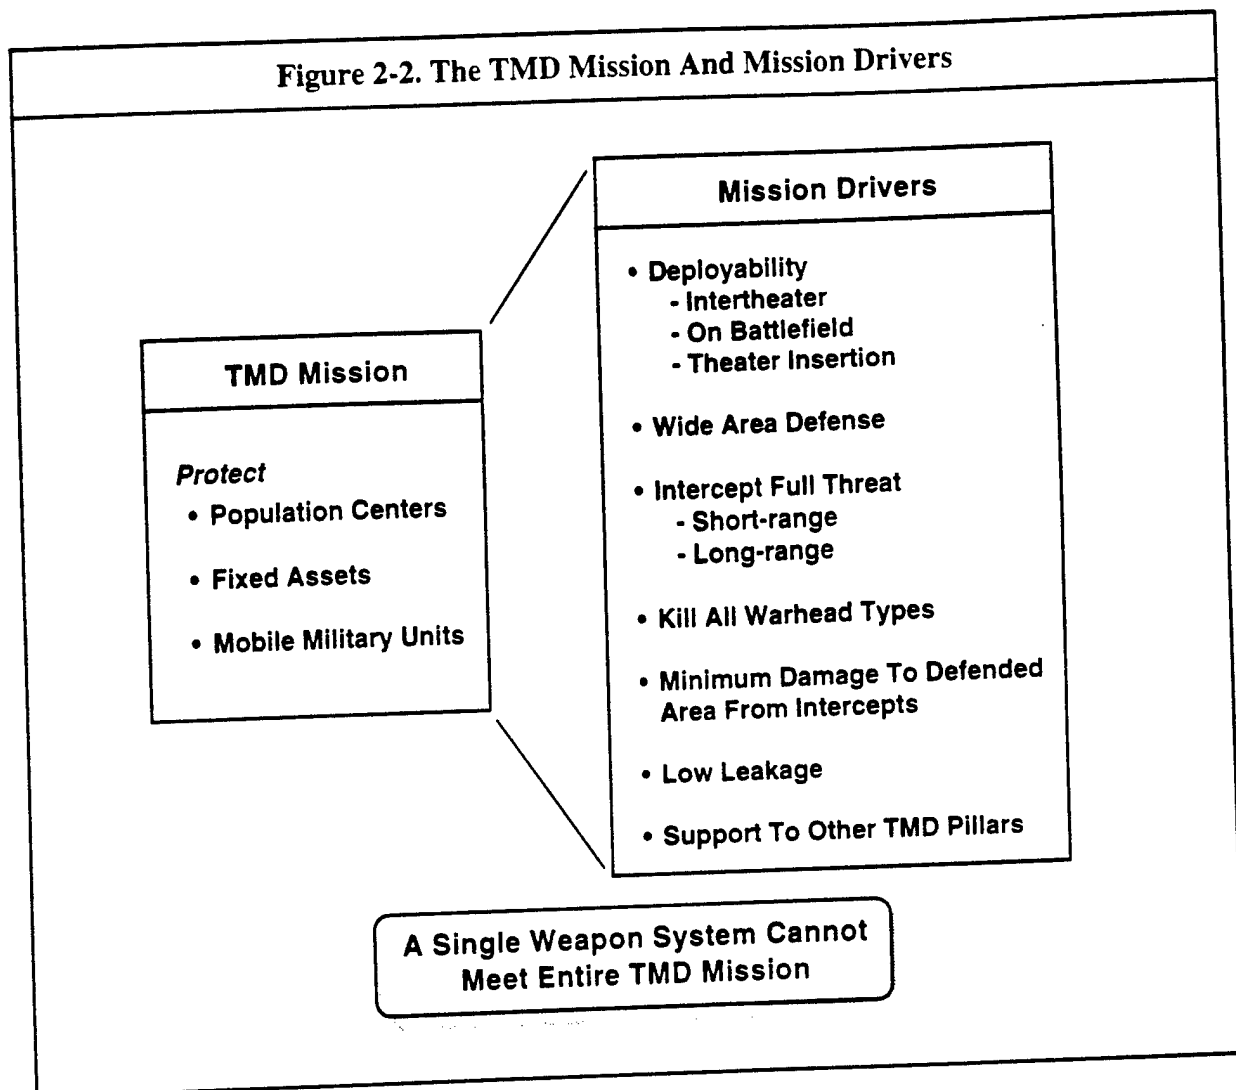 Figure 2-2. The TMD Mission And Mission Drivers
TMD Mission
Protect
• Population Centers
• Fixed Assets
• Mobile Military Units
Mission Drivers
• Deployability
- Intertheater
- On Battlefield
- Theater Insertion
• Wide Area Defense
• Intercept Full Threat
- Short-range
- Long-range
• Kill All Warhead Types
• Minimum Damage To Defended
Area From Intercepts
• Low Leakage
• Support To Other TMD Pillars
A Single Weapon System Cannot
Meet Entire TMD Mission